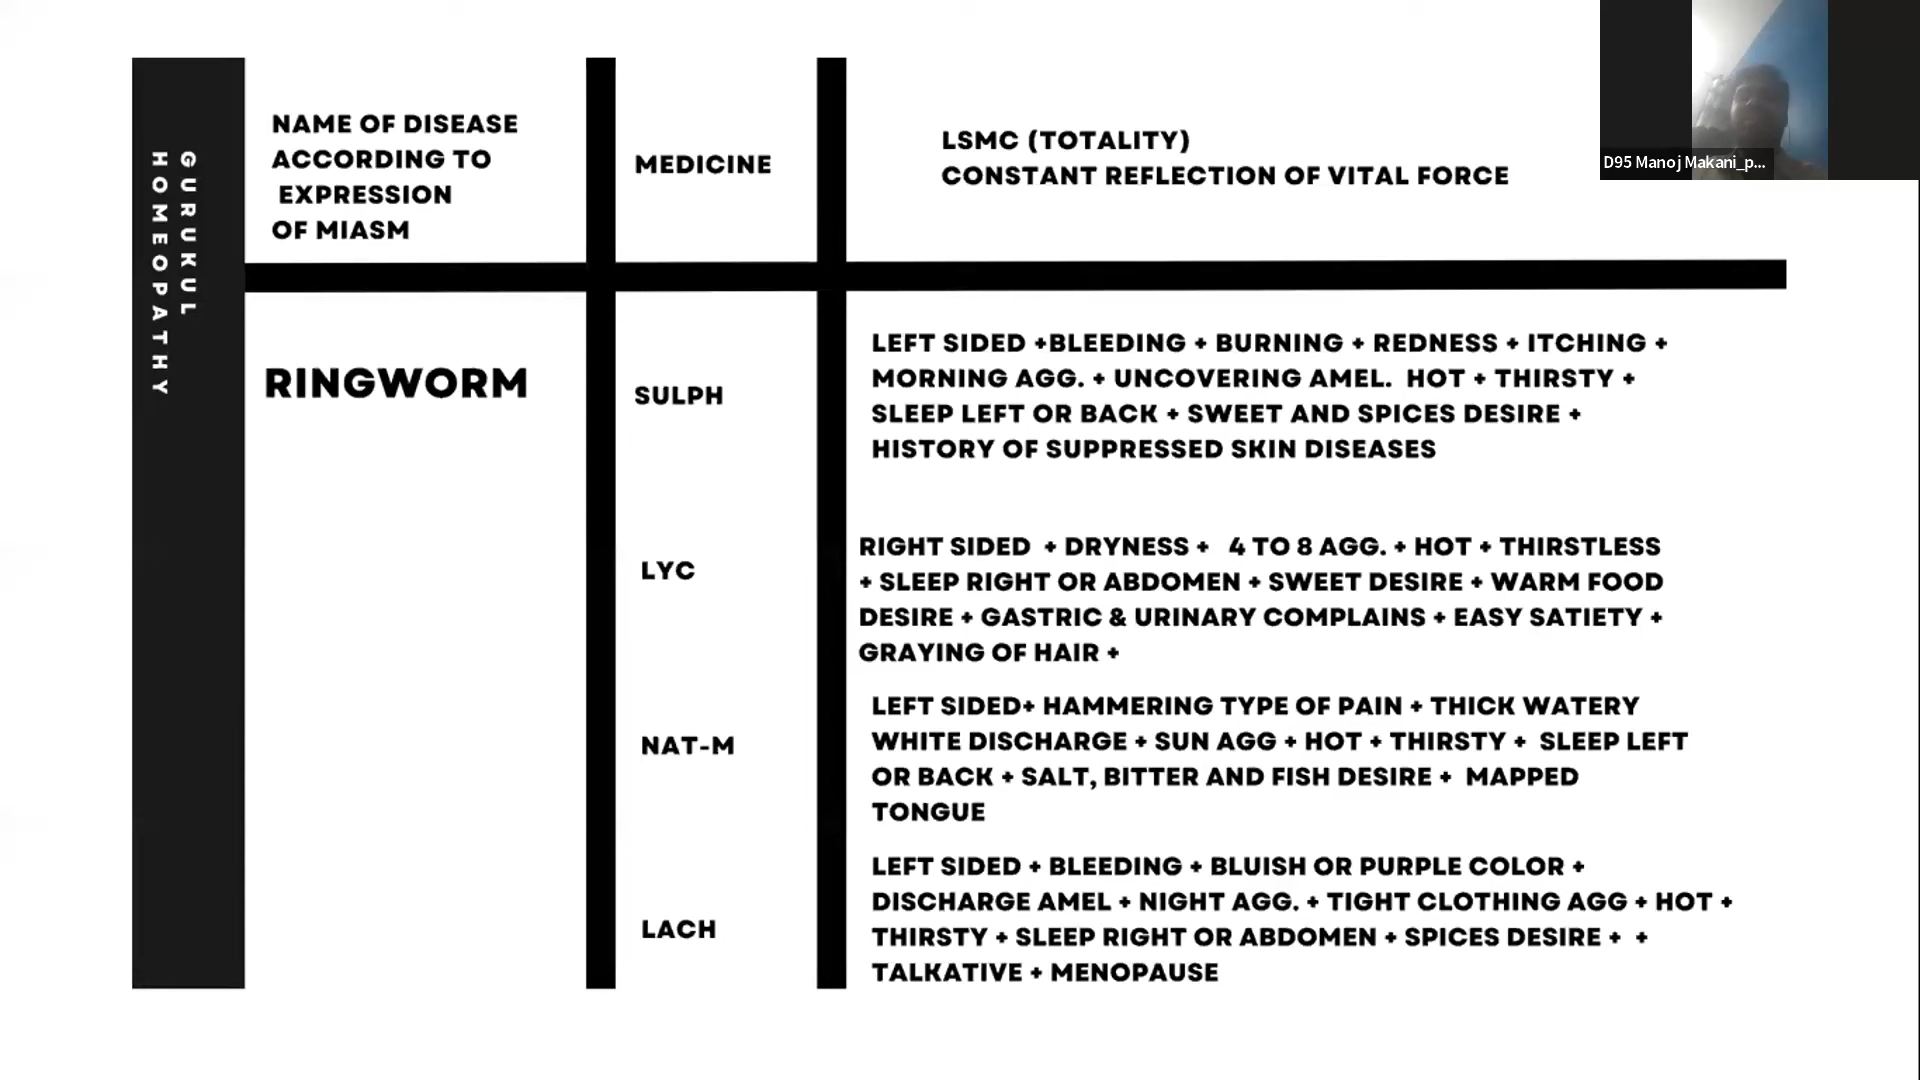 GURUKUL
HOMEOPATHY
NAME OF DISEASE
ACCORDING TO
EXPRESSION
OF MIASM
MEDICINE
LSMC (TOTALITY)
CONSTANT REFLECTION OF VITAL FORCE
D95 Manoj Makani_p...
RINGWORM
SULPH
LEFT SIDED +BLEEDING + BURNING + REDNESS + ITCHING +
MORNING AGG. + UNCOVERING AMEL. HOT + THIRSTY +
SLEEP LEFT OR BACK + SWEET AND SPICES DESIRE +
HISTORY OF SUPPRESSED SKIN DISEASES
LYC
RIGHT SIDED + DRYNESS + 4 TO 8 AGG. + HOT + THIRSTLESS
+ SLEEP RIGHT OR ABDOMEN + SWEET DESIRE + WARM FOOD
DESIRE + GASTRIC & URINARY COMPLAINS + EASY SATIETY +
GRAYING OF HAIR +
NAT-M
LEFT SIDED+ HAMMERING TYPE OF PAIN + THICK WATERY
WHITE DISCHARGE + SUN AGG + HOT + THIRSTY + SLEEP LEFT
OR BACK + SALT, BITTER AND FISH DESIRE + MAPPED
TONGUE
LACH
LEFT SIDED + BLEEDING + BLUISH OR PURPLE COLOR +
DISCHARGE AMEL + NIGHT AGG. + TIGHT CLOTHING AGG + HOT +
THIRSTY + SLEEP RIGHT OR ABDOMEN + SPICES DESIRE + +
TALKATIVE + MENOPAUSE